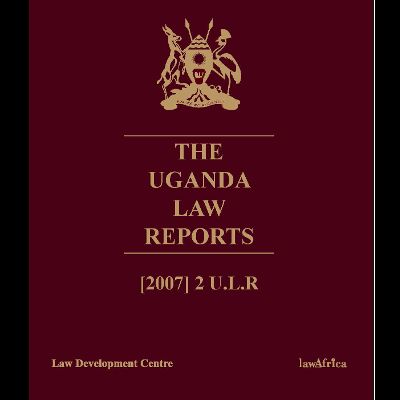 THE
UGANDA
LAW
REPORTS
[2007] 2 U.L.R
Law Development Centre
lawAfrica